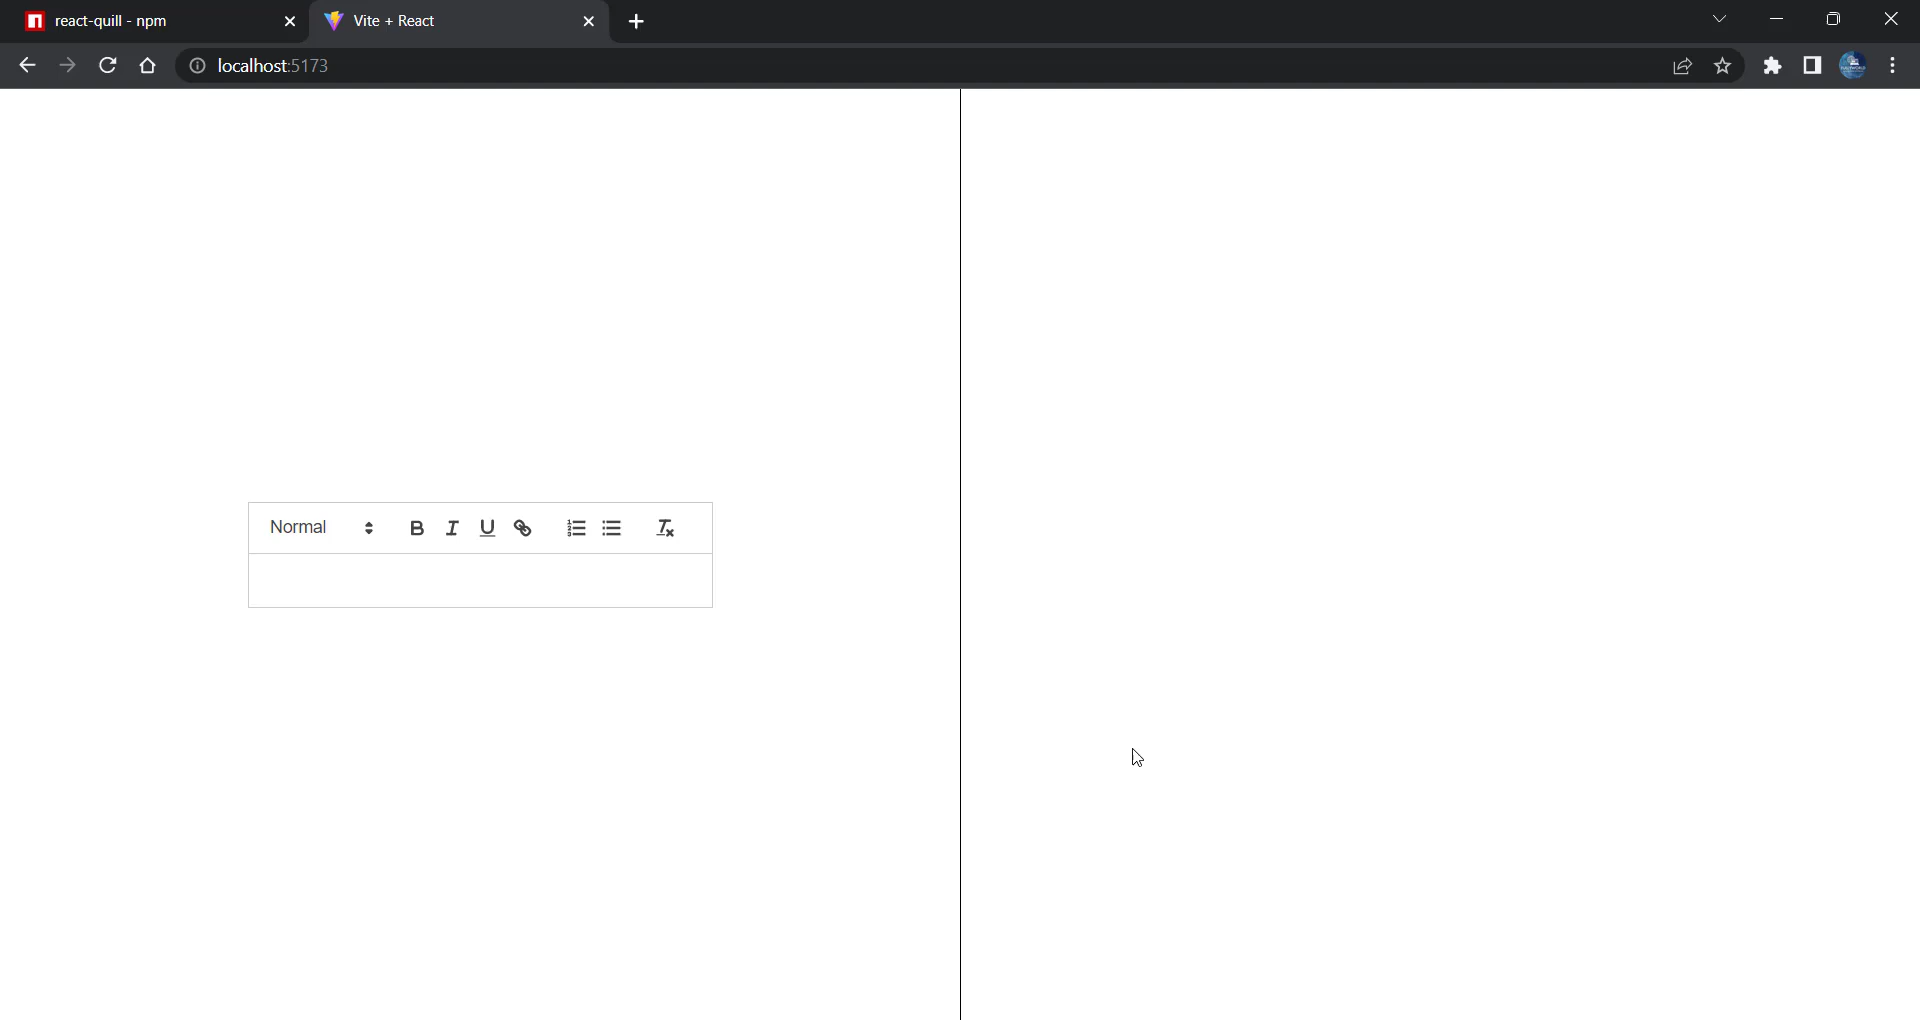 react-quill - npm
Vite + React
localhost:5173
Normal